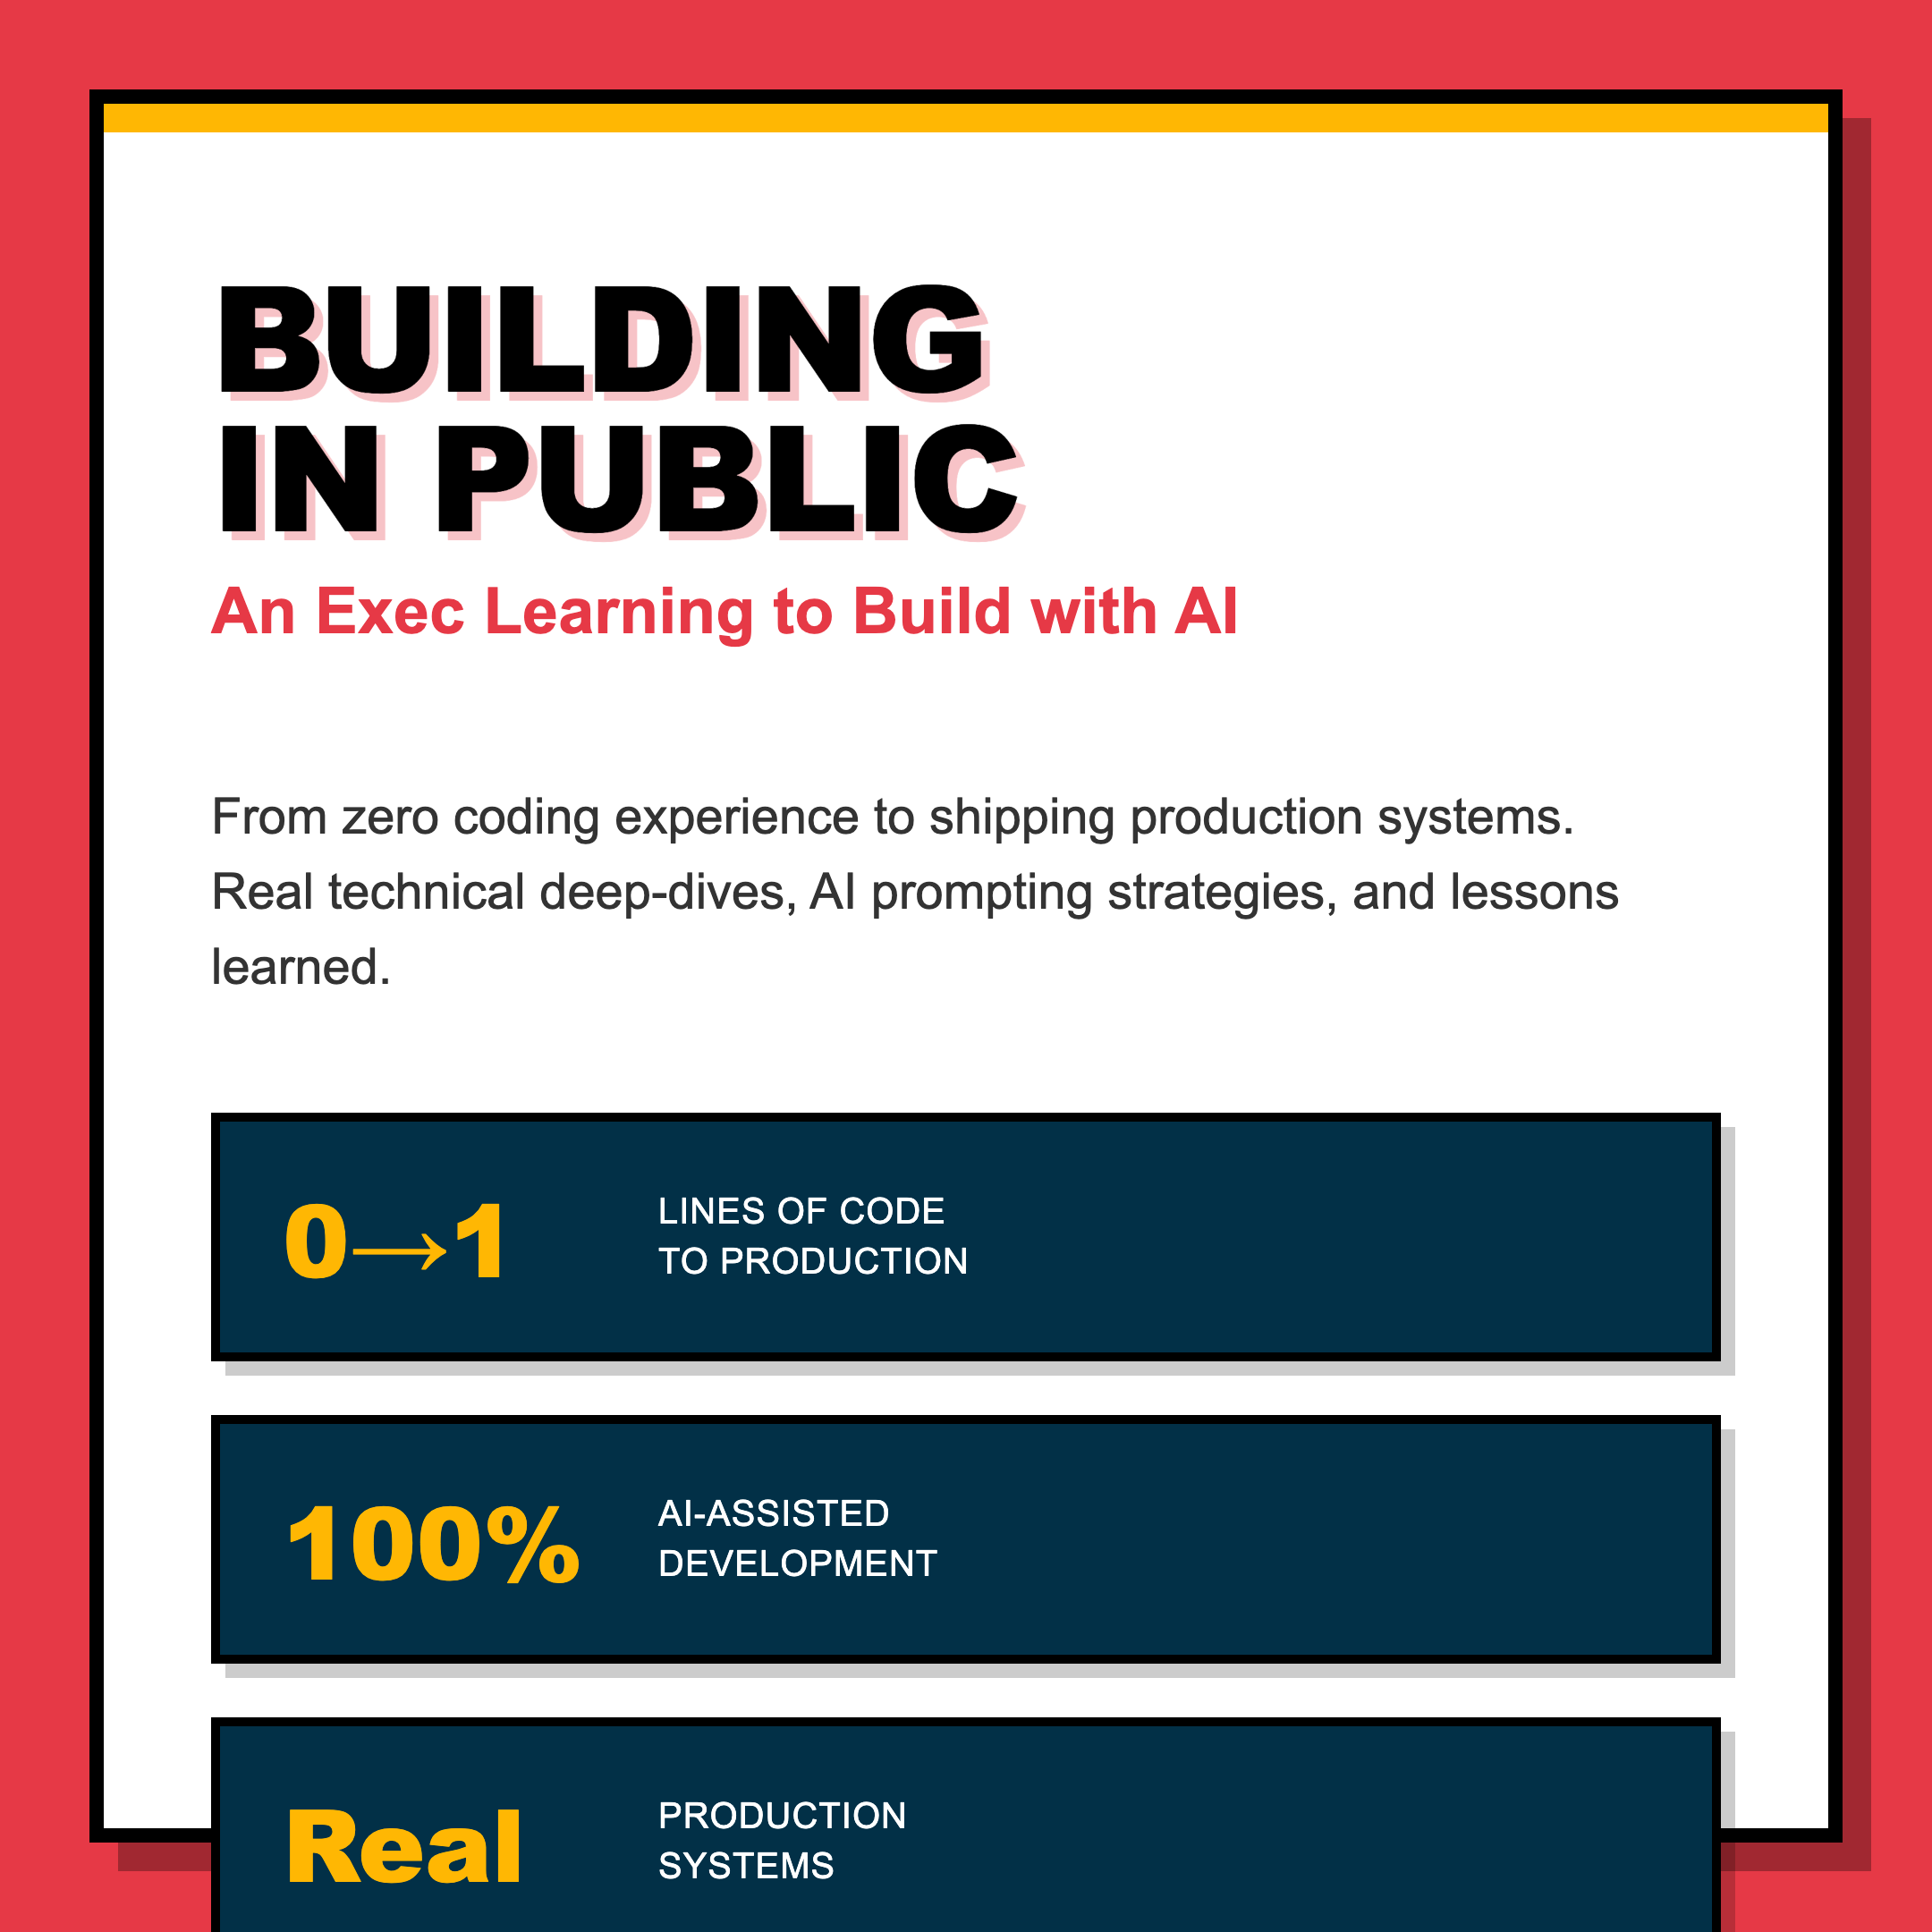 BUILDING
IN PUBLIC
An Exec Learning to Build with AI
From zero coding experience to shipping production systems.
Real technical deep-dives, AI prompting strategies, and lessons
learned.
0→1
LINES OF CODE
TO PRODUCTION
100%
AI-ASSISTED
DEVELOPMENT
Real
PRODUCTION
SYSTEMS